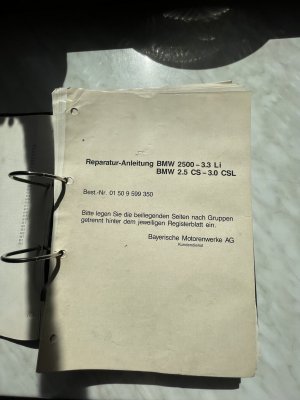 Reparatur-Anleitung BMW 2500 – 3.3 Li
BMW 2.5 CS – 3.0 CSL
Best.-Nr. 01 50 9 599 350
Bitte legen Sie die beiliegenden Seiten nach Gruppen
getrennt hinter dem jeweiligen Registerblatt ein.
Bayerische Motorenwerke AG
Kundendienst